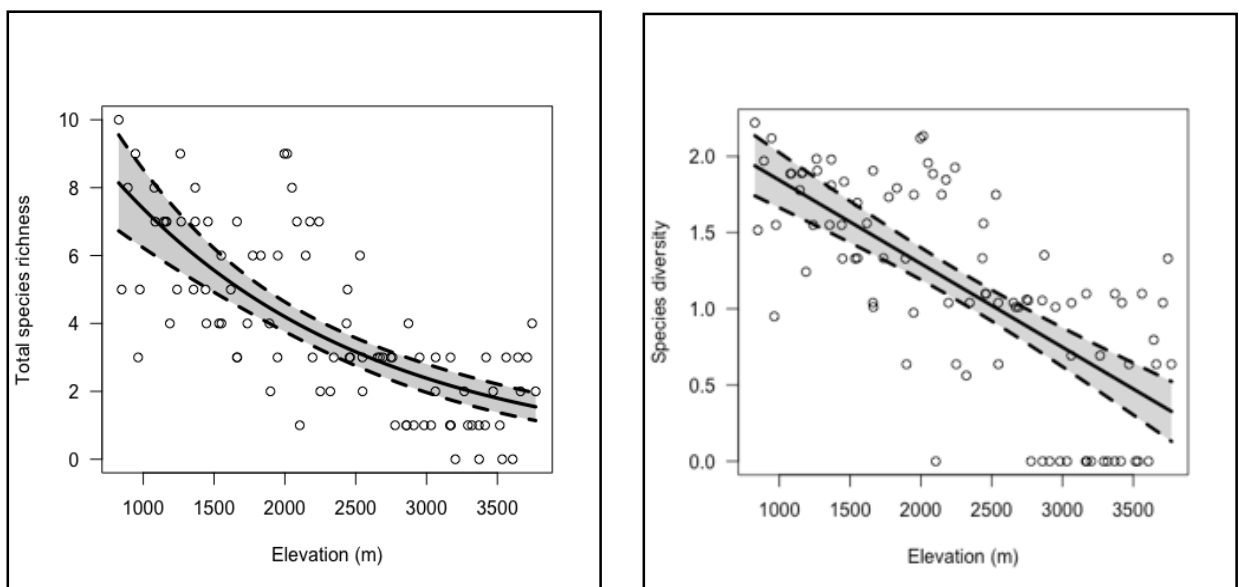 Total species richness
10
8
6
4
2
0
1000 1500 2000 2500 3000 3500
Elevation (m)
Species diversity
2.0
1.5
1.0
0.5
0.0
1000 1500 2000 2500 3000 3500
Elevation (m)